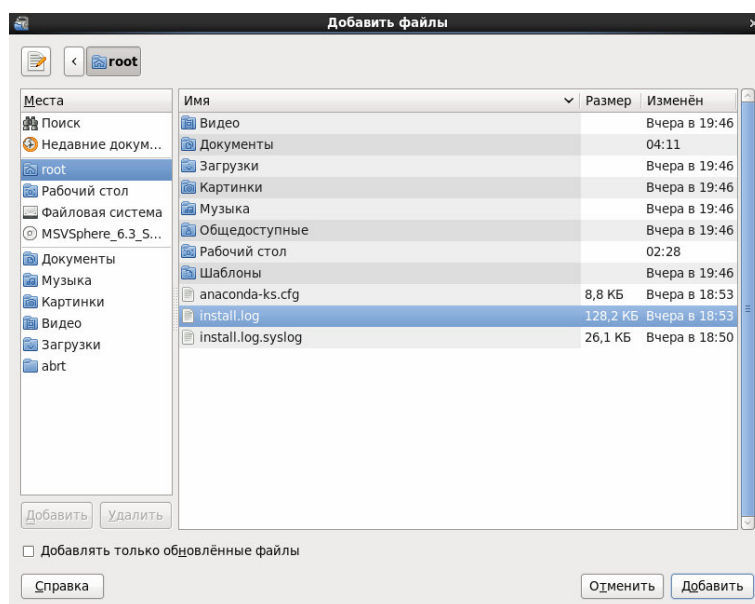 Добавить файлы
root
Места
Поиск
Недавние докум...
root
Рабочий стол
Файловая система
MSVSphere_6.3_S...
Документы
Музыка
Картинки
Видео
Загрузки
abrt
Добавить Удалить
Имя Размер Изменён
Видео Вчера в 19:46
Документы 04:11
Загрузки Вчера в 19:46
Картинки Вчера в 19:46
Музыка Вчера в 19:46
Общедоступные Вчера в 19:46
Рабочий стол 02:28
Шаблоны Вчера в 19:46
anaconda-ks.cfg 8,8 КБ Вчера в 18:53
install.log 128,2 КБ Вчера в 18:53
install.log.syslog 26,1 КБ Вчера в 18:50
Добавлять только обновлённые файлы
Справка Отменить Добавить